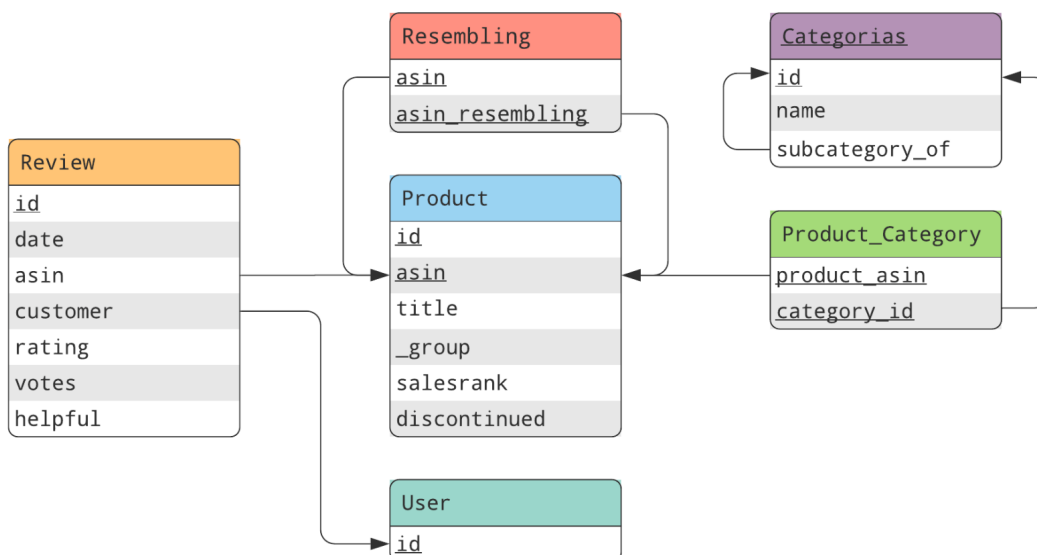 Resembling
asin
asin_resembling
Categorias
id
name
subcategory_of
Review
id
date
asin
customer
rating
votes
helpful
Product
id
asin
title
_group
salesrank
discontinued
Product_Category
product_asin
category_id
User
id